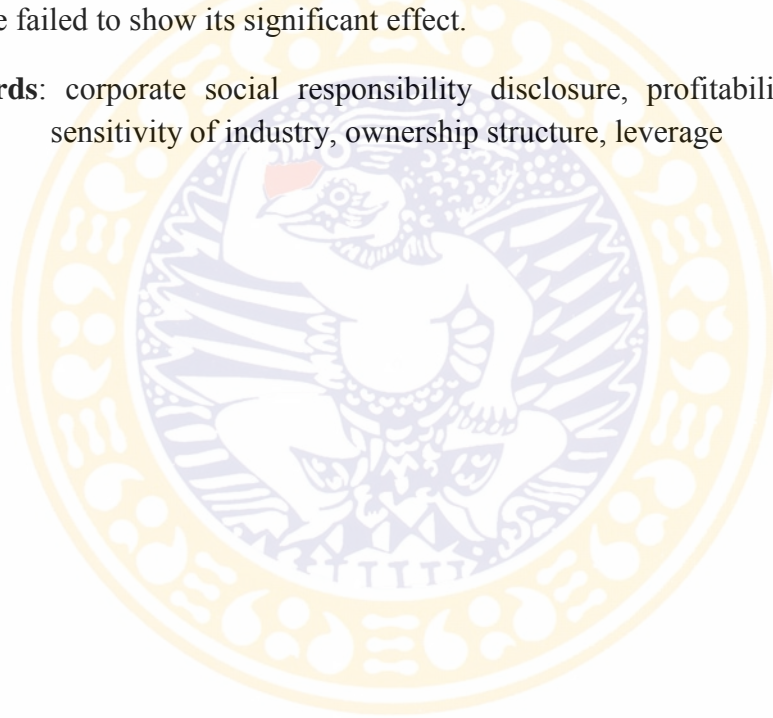 e failed to show its significant effect.
rds: corporate social responsibility disclosure, profitabili
sensitivity of industry, ownership structure, leverage